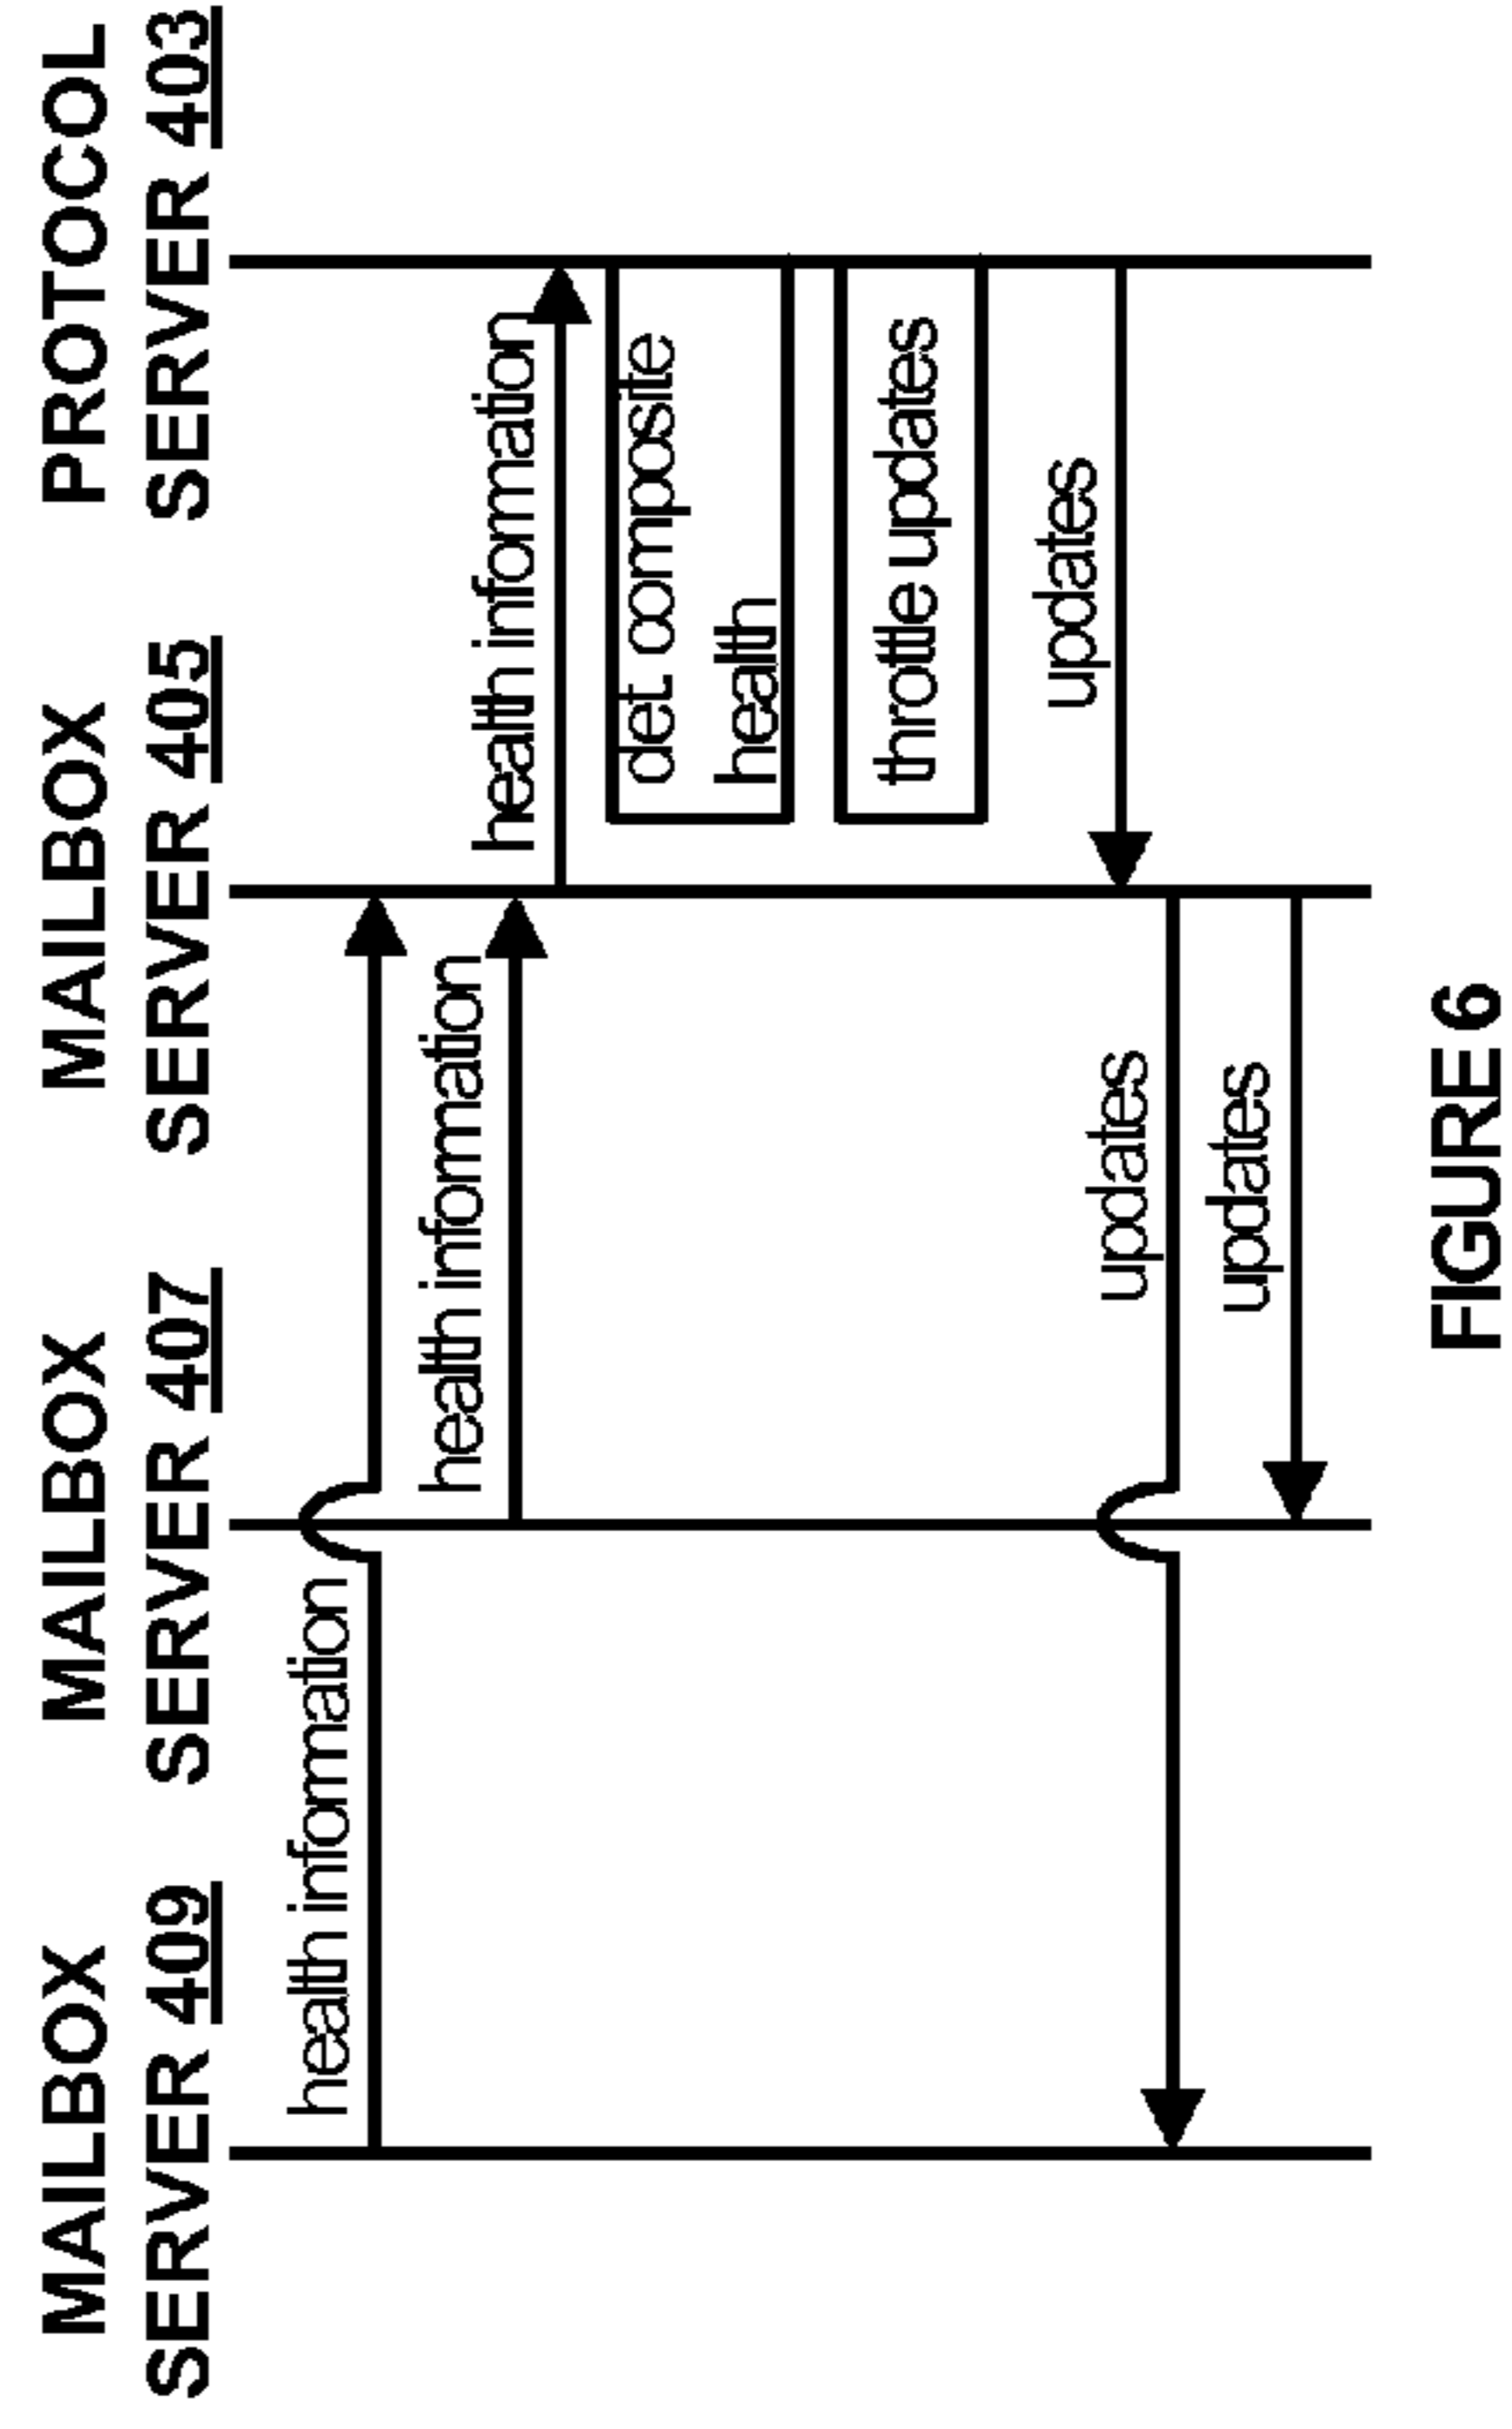 MAILBOX
SERVER 409
MAILBOX
SERVER 407
MAILBOX
SERVER 405
PROTOCOL
SERVER 403
health information
health information
health information
det composite
health
throttle updates
updates
updates
updates
FIGURE 6